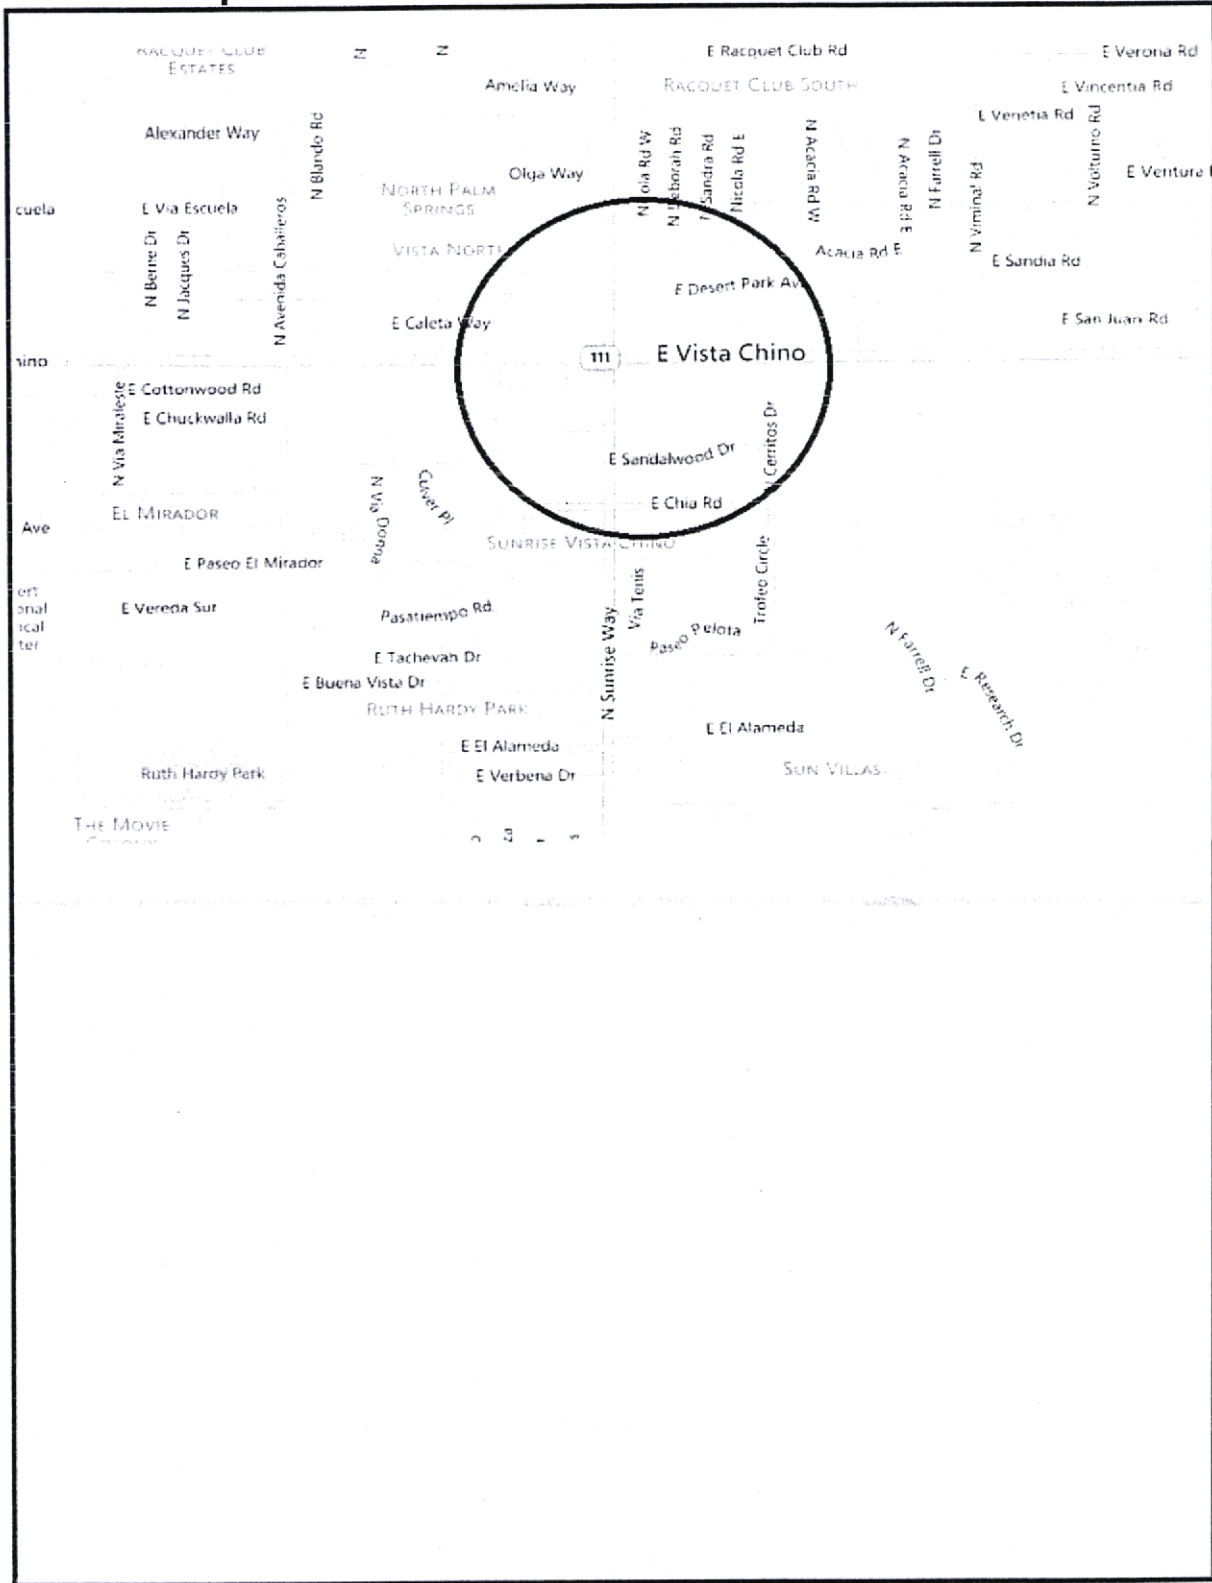 RACQUET CLUB
ESTATES
N
N
E Racquet Club Rd
E Verona Rd
Amelia Way
RACQUET CLUB SOUTH
E Vincentia Rd
E Venetia Rd
Alexander Way
N Blando Rd
N Deborah Rd
N Sandra Rd
Nicola Rd E
N Acacia Rd W
N Acacia Rd E
N Farrell Dr
N Viminal Rd
N Volturno Rd
E Ventura
Olga Way
NORTH PALM
SPRINGS
cuela
E Via Escuela
N Berne Dr
N Jacques Dr
N Avenida Caballeros
VISTA NORTE
Acacia Rd E
E Sandia Rd
E Desert Park Av
E Caleta Way
E San Juan Rd
111
E Vista Chino
hino
E Cottonwood Rd
E Chuckwalla Rd
N Via Miraleste
N Cerritos Dr
E Sandalwood Dr
E Chia Rd
N Via Donna
Culver Pl
EL MIRADOR
Ave
SUNRISE VISTA CHINO
E Paseo El Mirador
Trofeo Circle
ert
onal
ical
ter
E Vereda Sur
Pasatiempo Rd
Via Tenis
N Sunrise Way
Paseo Pelota
N Farrell Dr
E Tachevah Dr
E Buena Vista Dr
RUTH HARDY PARK
E Research Dr
E El Alameda
E El Alameda
Ruth Hardy Park
E Verbena Dr
SUN VILLAS
THE MOVIE
COLONY